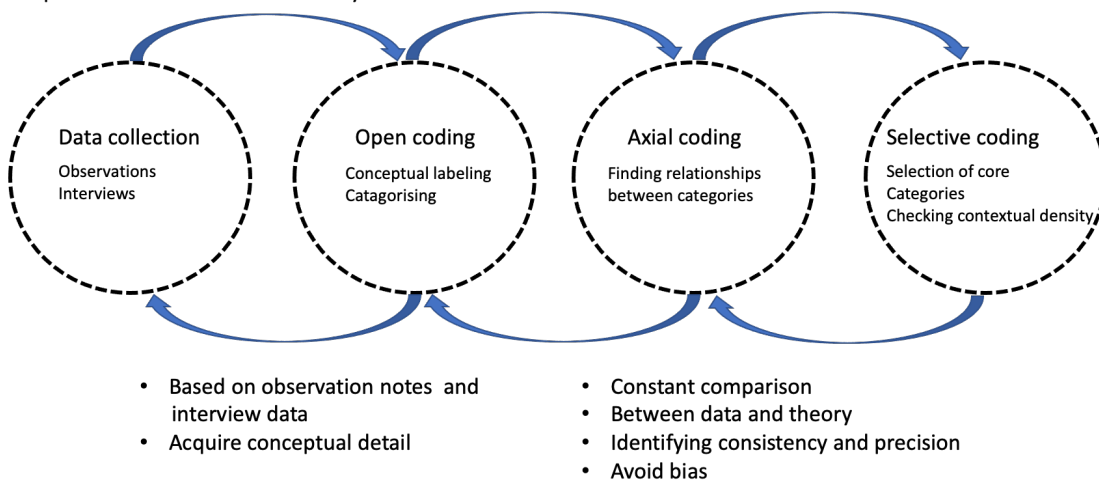 Data collection
Observations
Interviews
Open coding
Conceptual labeling
Catagorising
Axial coding
Finding relationships
between categories
Selective coding
Selection of core
Categories
Checking contextual density
• Based on observation notes and
interview data
• Acquire conceptual detail
• Constant comparison
• Between data and theory
• Identifying consistency and precision
• Avoid bias